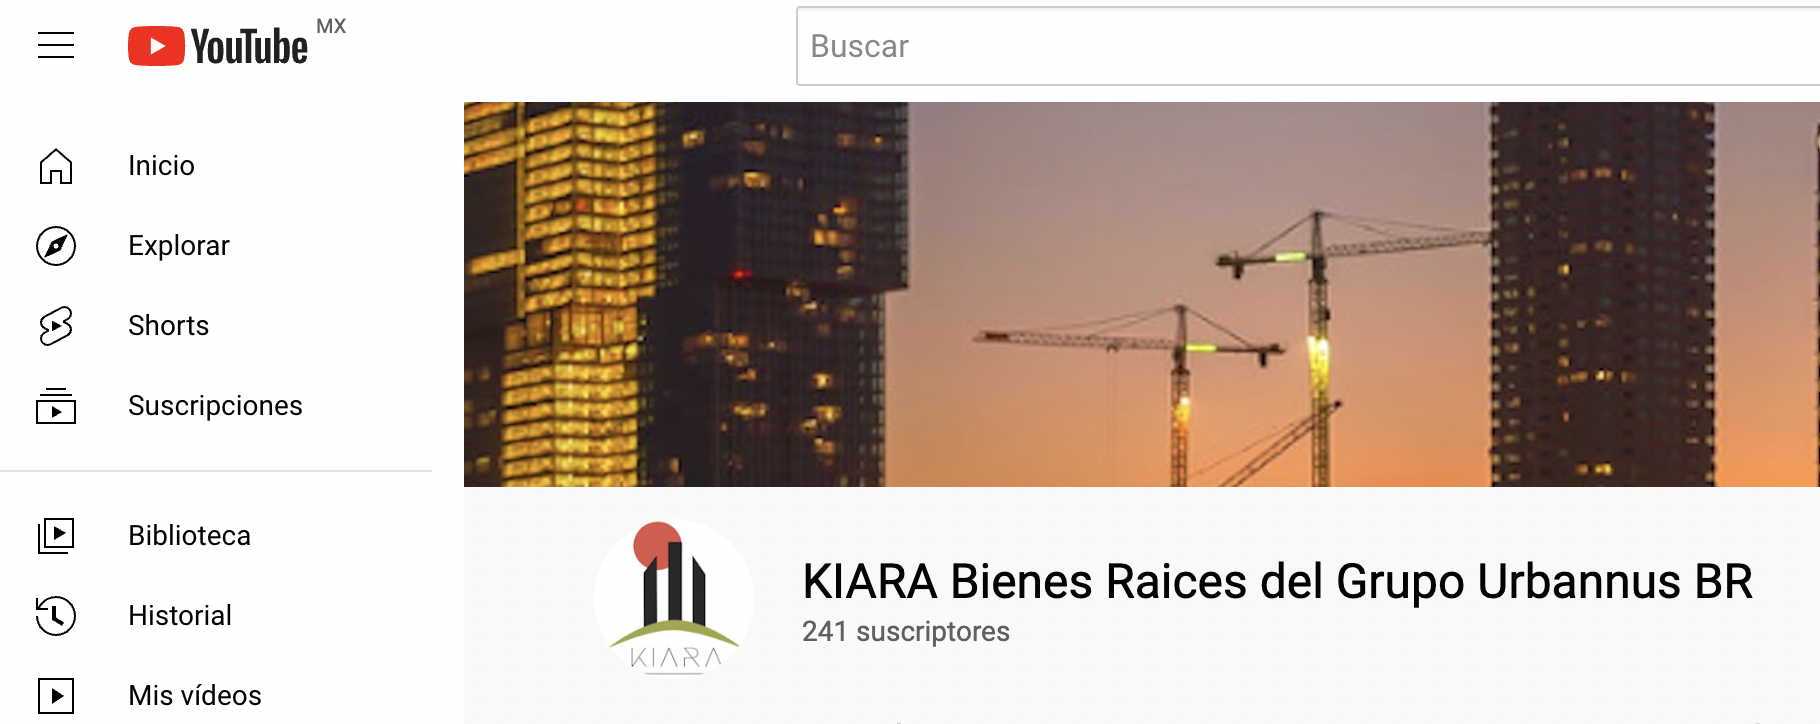 YouTube MX
Buscar
Inicio
Explorar
Shorts
Suscripciones
Biblioteca
Historial
Mis vídeos
KIARA
KIARA Bienes Raices del Grupo Urbannus BR
241 suscriptores